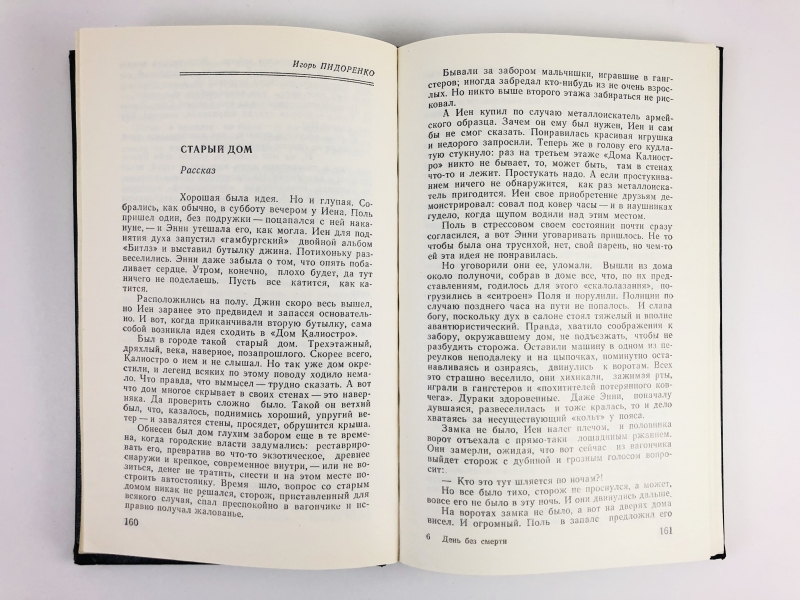 Игорь ПИДОРЕНКО
СТАРЫЙ ДОМ
Рассказ
Хорошая была идея. Но и глупая. Со-
брались, как обычно, в субботу вечером у Иена. Поль
пришел один, без подружки — поцапался с ней нака-
нуне, — и Энни утешала его, как могла. Иен для под-
нятия духа запустил «гамбургский» двойной альбом
«Битлз» и выставил бутылку джина. Потихоньку раз-
веселились. Энни даже забыла о том, что опять поба-
ливает сердце. Утром, конечно, плохо будет, да тут
ничего не поделаешь. Пусть все катится, как ка-
тится.
Расположились на полу. Джин скоро весь вышел,
но Иен заранее это предвидел и запасся основатель-
но. И вот, когда приканчивали вторую бутылку, сама
собой возникла идея сходить в «Дом Калиостро».
Был в городе такой старый дом. Трехэтажный,
дряхлый, века, наверное, позапрошлого. Скорее всего,
Калиостро о нем и не слышал. Но так уж дом окре-
стили, и легенд всяких по этому поводу ходило нема-
ло. Что правда, что вымысел — трудно сказать. А вот
что дом многое скрывает в своих стенах — это навер-
няка. Да проверить сложно было. Такой он ветхий
был, что, казалось, поднимись хороший, упругий ве-
тер — и завалятся стены, просядет, обрушится крыша.
Обнесен был дом глухим забором еще в те време-
на, когда городские власти задумались: реставриро-
вать его, превратив во что-то экзотическое, древнее
снаружи и крепкое, современное внутри, — или не во-
зиться, денег не тратить, снести и на этом месте по-
строить автостоянку. Время шло, вопрос со старым
домом никак не решался, сторож, приставленный для
всякого случая, спал преспокойно в вагончике и ис-
правно получал жалованье.
160
Бывали за забором мальчишки, игравшие в ганг-
стеров; иногда забредал кто-нибудь из не очень взрос-
лых. Но никто выше второго этажа забираться не рис-
ковал.
А Иен купил по случаю металлоискатель армей-
ского образца. Зачем он ему был нужен, Иен и сам
бы не смог сказать. Понравилась красивая игрушка
и недорого запросили. Теперь же в голову его кудла-
тую стукнуло: раз на третьем этаже «Дома Калиост-
ро» никто не бывает, то, может быть, там в стенах
что-то и лежит. Простукать надо. А если простукива-
нием ничего не обнаружится, как раз металлоиска-
тель пригодится. Иен свое приобретение друзьям де-
монстрировал: совал под ковер часы — и в наушниках
гудело, когда щупом водили над этим местом.
Поль в стрессовом своем состоянии почти сразу
согласился, а вот Энни уговаривать пришлось. Не то
чтобы была она трусихой, нет, свой парень, но чем-то
ей эта идея не понравилась.
Но уговорили они ее, уломали. Вышли из дома
около полуночи, собрав в доме все, что, по их пред-
ставлениям, годилось для этого «скалолазания», по-
грузились в «ситроен» Поля и порулили. Полиции по
случаю позднего часа на пути не попалось. И слава
богу, поскольку дух в салоне стоял тяжелый и вполне
авантюристический. Правда, хватило соображения к
забору, окружавшему дом, не подъезжать, чтобы не
разбудить сторожа. Оставили машину в одном из пе-
реулков неподалеку и на цыпочках, поминутно оста-
навливаясь и озираясь, двинулись к воротам. Всех
это страшно веселило, они хихикали, зажимая рты,
играли в гангстеров и «похитителей потерянного ков-
чега». Дураки здоровенные. Даже Энни, поначалу
дувшаяся, развеселилась и тоже кралась, то и дело
хватаясь за несуществующий «кольт» у пояса.
Замка не было, Иен налег плечом, и половинка
ворот отъехала с прямо-таки лошадиным ржанием.
Они замерли, ожидая, что вот сейчас из вагончика
выйдет сторож с дубиной и грозным голосом вопро-
сит:
— Кто это тут шляется по ночам?!
Но все было тихо, сторож не проснулся, а может,
вовсе его не было в эту ночь. И они двинулись дальше.
На воротах замка не было, а вот на дверях дома
висел. И огромный. Поль в запале предложил его
6 День без смерти
161